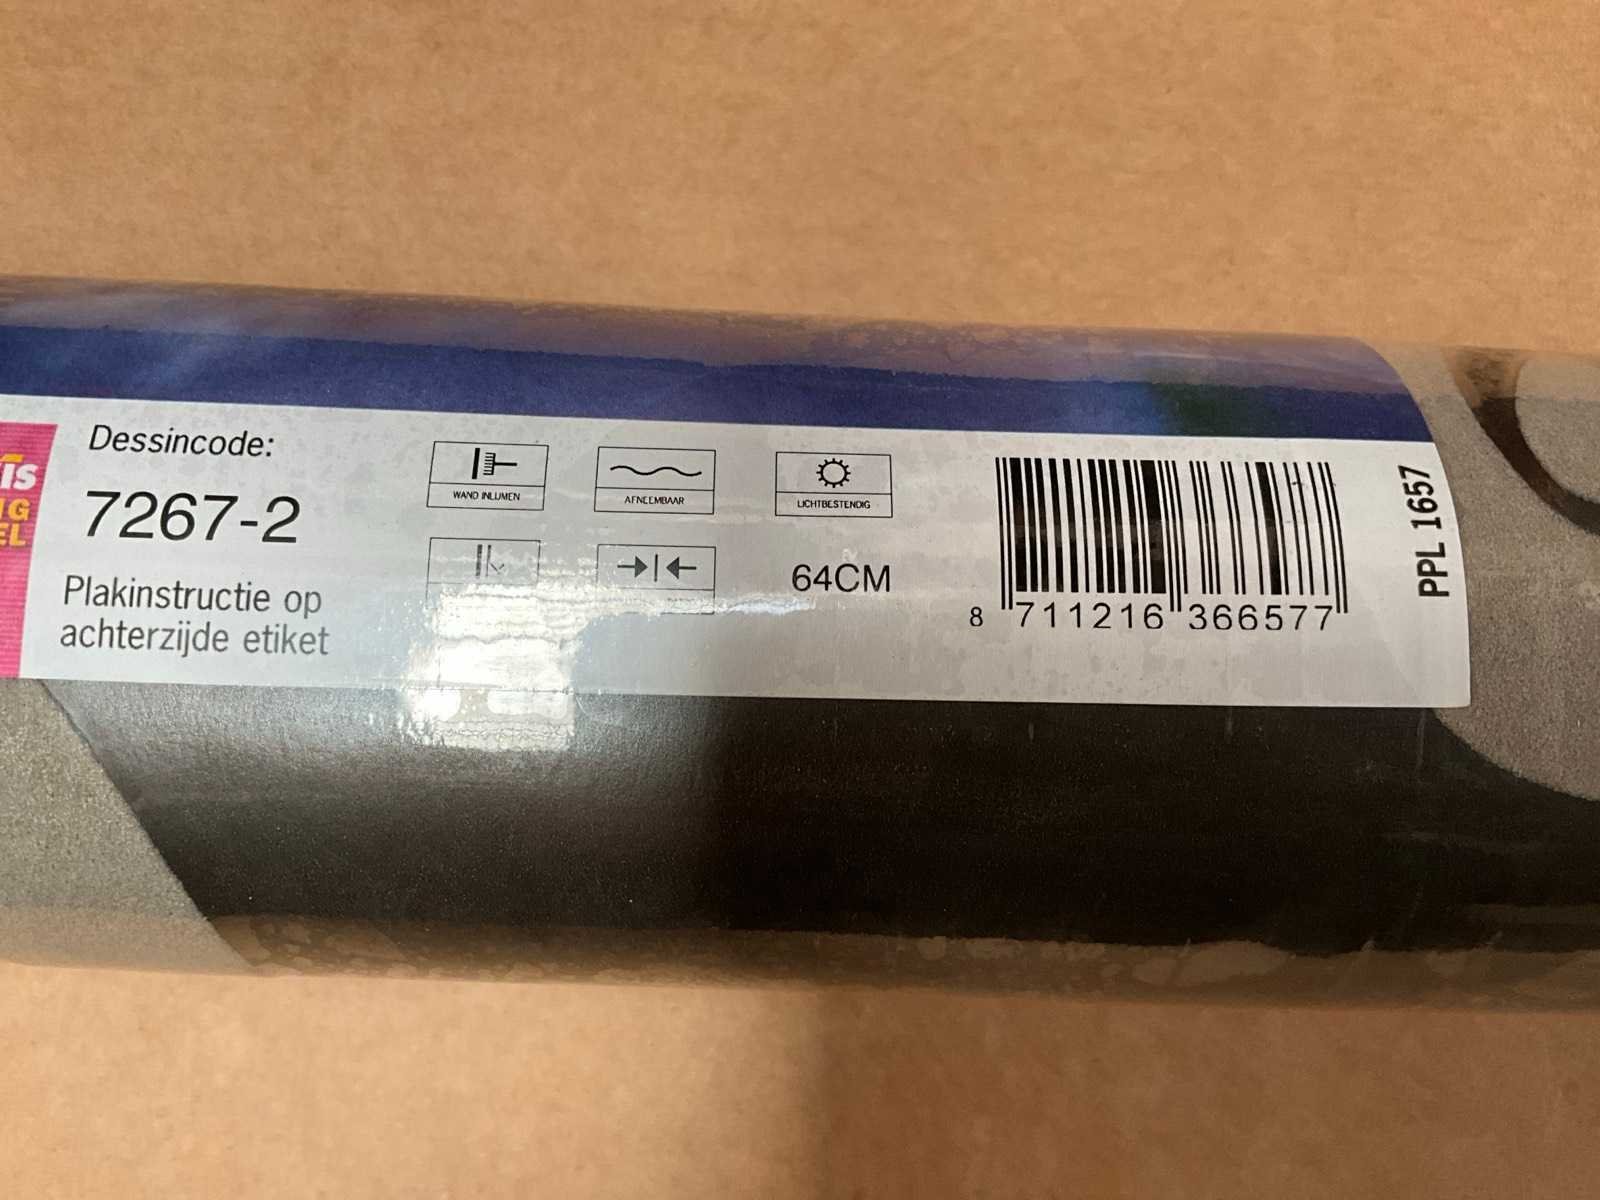 Dessincode:
7267-2
Plakinstructie op
achterzijde etiket
WAND INLIJMEN
AFNEEMBAAR
LICHTBESTENDIG
64CM
8 711216 366577
PPL 1657